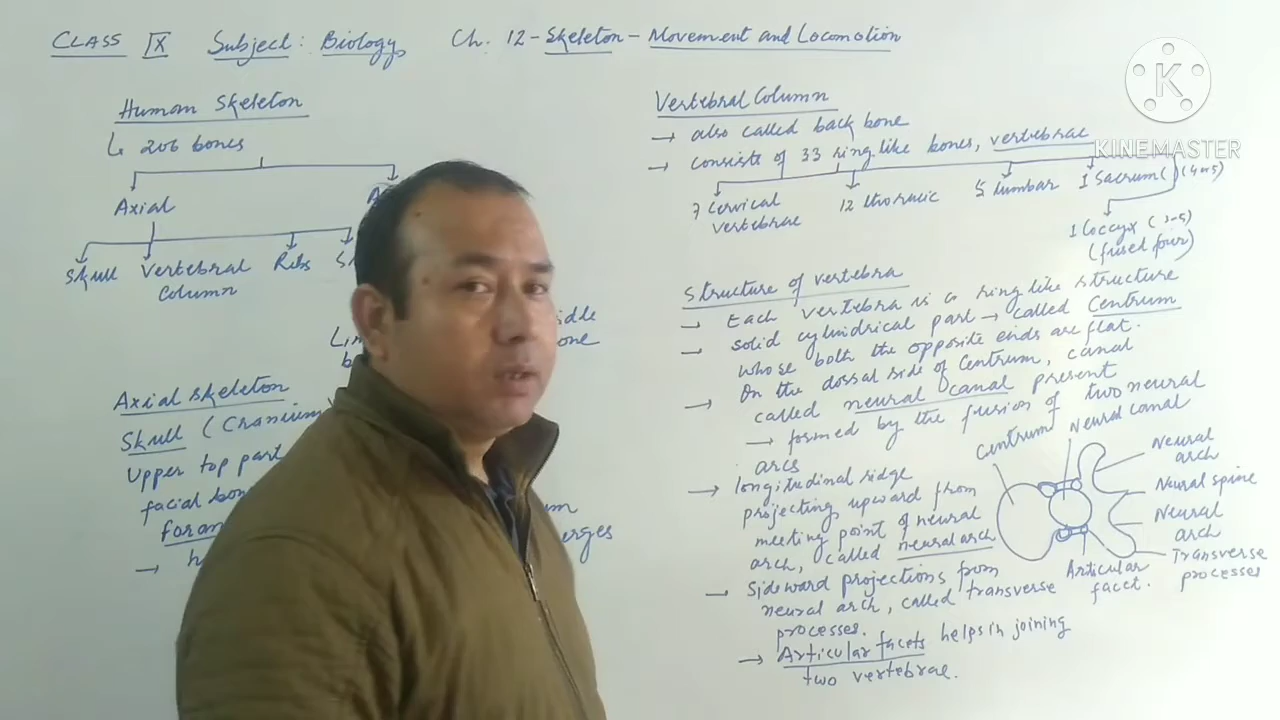 CLASS IX Subject: Biology Ch. 12 - Skeleton - Movement and Locomotion
Human Skeleton
206 bones
Axial
Skull Vertebral Ribs
column
Axial skeleton
Skull (Cranium
Upper top part
facial bon
foram
Vertebral Column
→ also called back bone
→ consists of 33 ring like bones, vertebrae
7 Cervical 12 thoracic 5 lumbar 1 Sacrum ( ) (4 or 5)
vertebrae
1 Coccyx (3-5)
(fused four)
Structure of vertebra
→ Each vertebra is a ring like structure
→ solid cylindrical part → called Centrum
whose both the opposite ends are flat.
→ On the dossal side of Centrum, canal
called neural canal present
→ formed by the fusion of two neural
arcs
→ longitudinal ridge
projecting upward from
meeting point of neural
arch, called neural arch
→ Sideward projections from
neural arch, called transverse
processes.
→ Articular facets helps in joining
two vertebrae.
Centrum
Neural canal
Neural
arch
Neural spine
Neural
arch
Transverse
processes
Articular
facet.
K
KINEMASTER